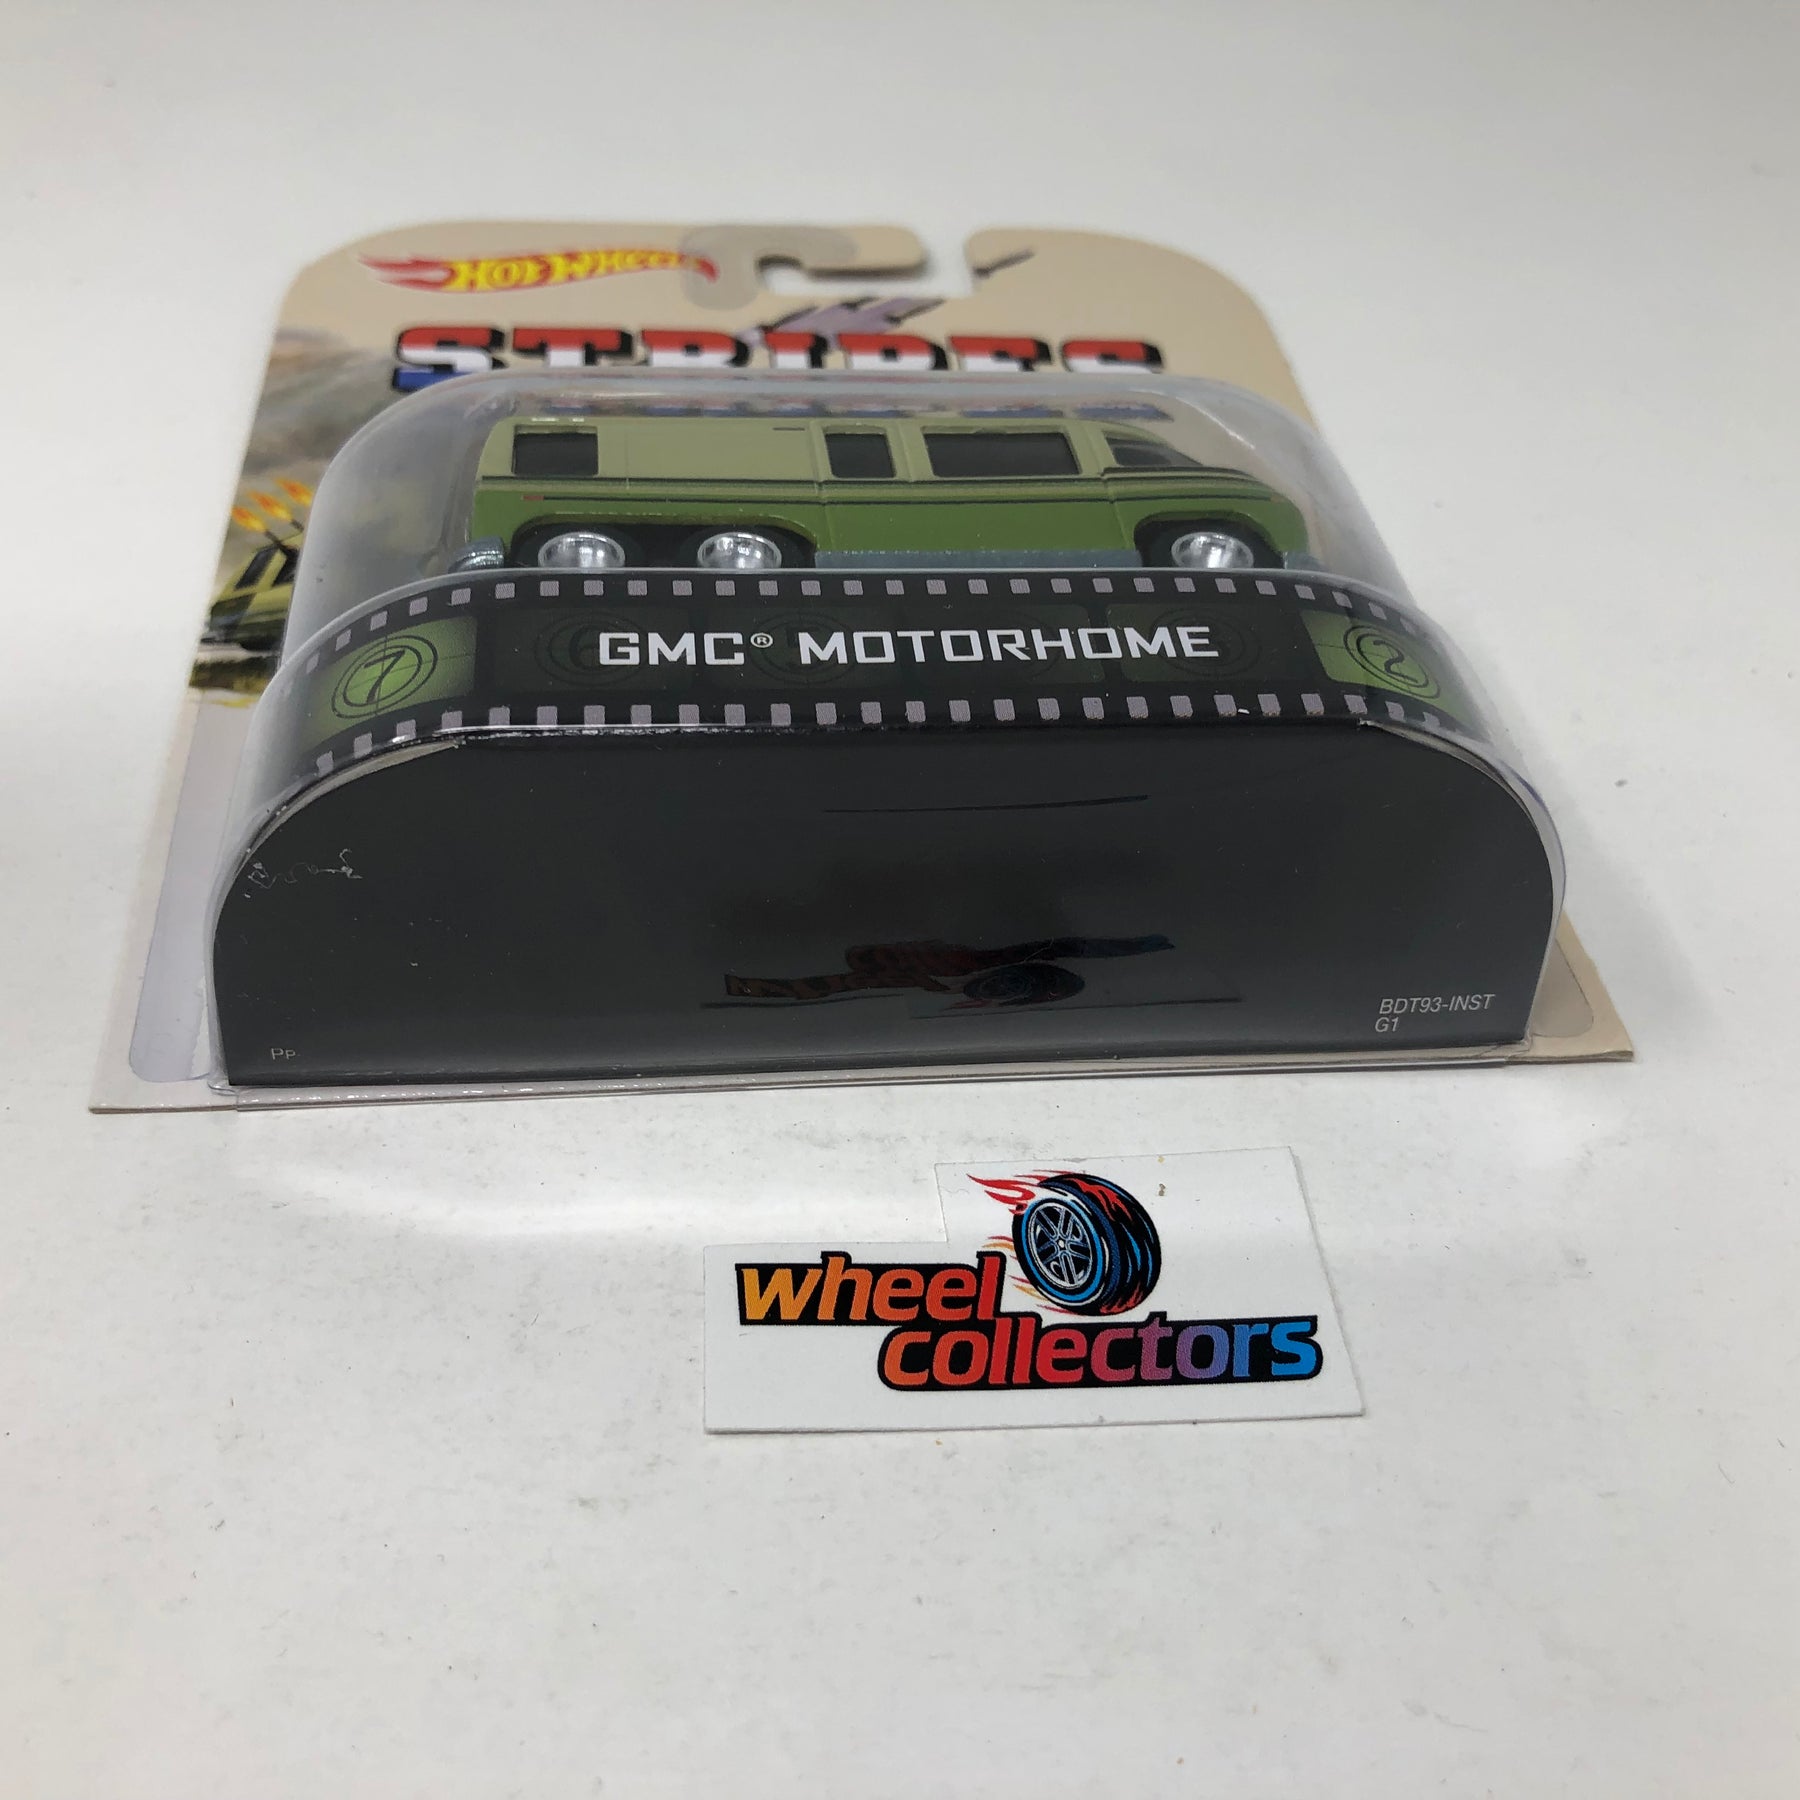 HOT WHEELS
STRIPES
7
GMC® MOTORHOME
2
BDT93-INST
G1
PP
wheel
collectors